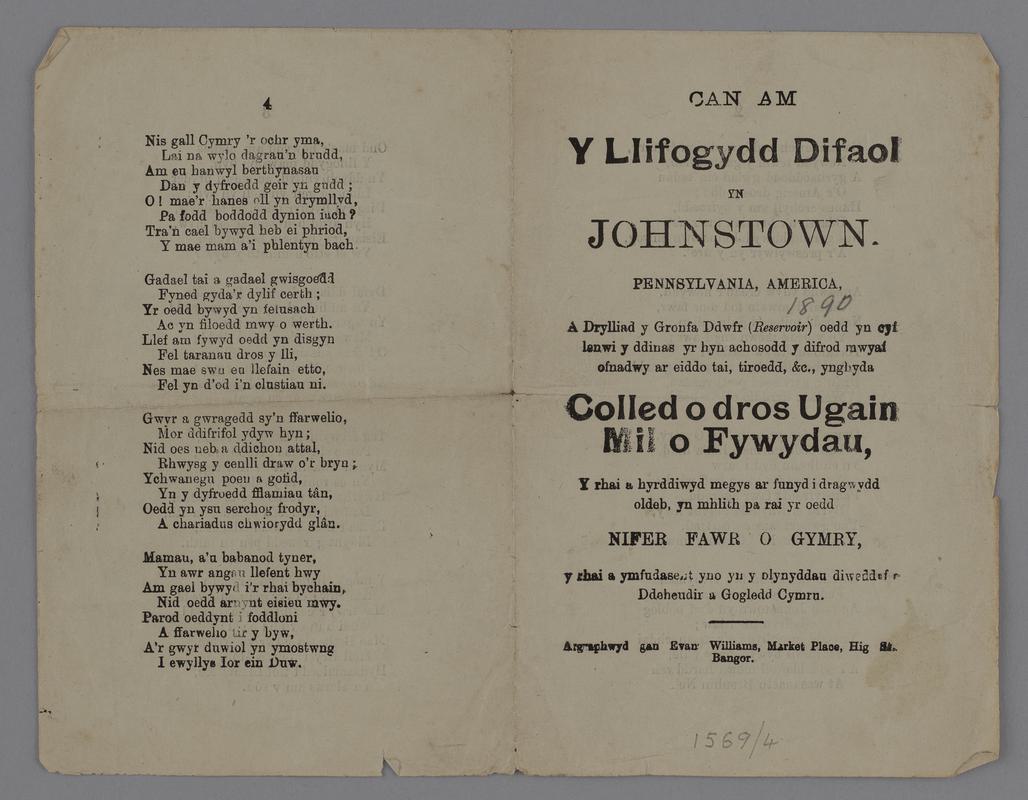 4
Nis gall Cymry 'r ochr yma,
Lai na wylo dagrau'n brudd,
Am eu hanwyl berthynasau
Dan y dyfroedd geir yn gudd ;
O! mae'r hanes oll yn drymllyd,
Pa fodd boddodd dynion iach ?
Tra'n cael bywyd heb ei phriod,
Y mae mam a'i phlentyn bach.
Gadael tai a gadael gwisgoedd
Fyned gyda'r dylif certh ;
Yr oedd bywyd yn felusach
Ac yn filoedd mwy o werth.
Llef am fywyd oedd yn disgyn
Fel taranau dros y lli,
Nes mae swn eu llefain etto,
Fel yn d'od i'n clustiau ni.
Gwyr a gwragedd sy'n ffarwelio,
Mor ddifrifol ydyw hyn ;
Nid oes neb a ddichon attal,
Rhwysg y cenlli draw o'r bryn ;
Ychwanegu poen a gofid,
Yn y dyfroedd fflamiau tân,
Oedd yn ysu serchog frodyr,
A chariadus chwiorydd glân.
Mamau, a'u babanod tyner,
Yn awr angau llefent hwy
Am gael bywyd i'r rhai bychain,
Nid oedd arnynt eisieu mwy.
Parod oeddynt i foddloni
A ffarwelio tir y byw,
A'r gwyr duwiol yn ymostwng
I ewyllys Ior ein Duw.
CAN AM
Y Llifogydd Difaol
YN
JOHNSTOWN.
PENNSYLVANIA, AMERICA,
1890
A Drylliad y Gronfa Ddwfr (Reservoir) oedd yn cyf
lenwi y ddinas yr hyn achosodd y difrod mwyaf
ofnadwy ar eiddo tai, tiroedd, &c., ynghyda
Colled o dros Ugain
Mil o Fywydau,
Y rhai a hyrddiwyd megys ar funyd i dragwydd
oldeb, yn mhlith pa rai yr oedd
NIFER FAWR O GYMRY,
y rhai a ymfudasent yno yn y blynyddau diweddaf o
Ddeheudir a Gogledd Cymru.
Argraphwyd gan Evan Williams, Market Place, Hig St.
Bangor.
1569/4